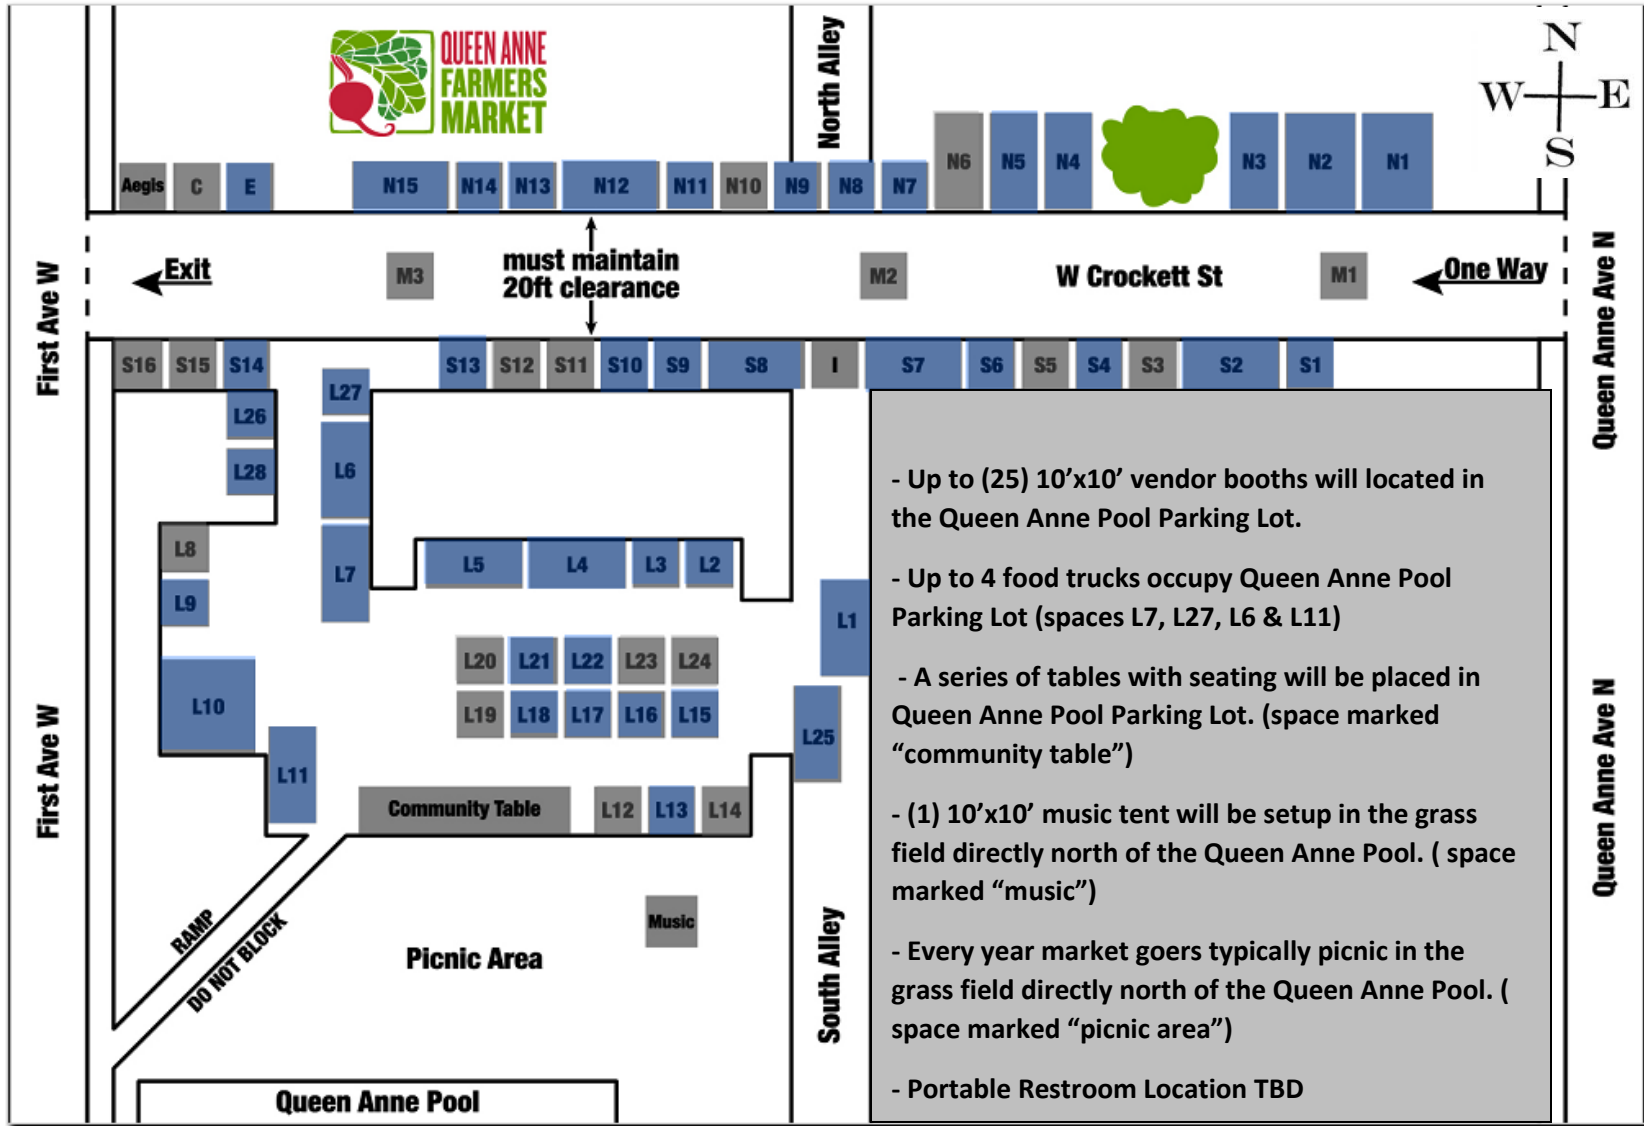 QUEEN ANNE
FARMERS
MARKET
North Alley
N
W E
S
Aegis
C
E
N15
N14
N13
N12
N11
N10
N9
N8
N7
N6
N5
N4
N3
N2
N1
First Ave W
Exit
M3
must maintain
20ft clearance
M2
W Crockett St
M1
One Way
Queen Anne Ave N
S16
S15
S14
S13
S12
S11
S10
S9
S8
I
S7
S6
S5
S4
S3
S2
S1
L27
L26
L6
L28
L8
L7
L9
L5
L4
L3
L2
L1
L20
L21
L22
L23
L24
L19
L18
L17
L16
L15
L10
L25
L11
First Ave W
Community Table
L12
L13
L14
Music
RAMP
DO NOT BLOCK
Picnic Area
South Alley
Queen Anne Pool
- Up to (25) 10’x10’ vendor booths will located in
the Queen Anne Pool Parking Lot.
- Up to 4 food trucks occupy Queen Anne Pool
Parking Lot (spaces L7, L27, L6 & L11)
- A series of tables with seating will be placed in
Queen Anne Pool Parking Lot. (space marked
“community table”)
- (1) 10’x10’ music tent will be setup in the grass
field directly north of the Queen Anne Pool. ( space
marked “music”)
- Every year market goers typically picnic in the
grass field directly north of the Queen Anne Pool. (
space marked “picnic area”)
- Portable Restroom Location TBD
Queen Anne Ave N